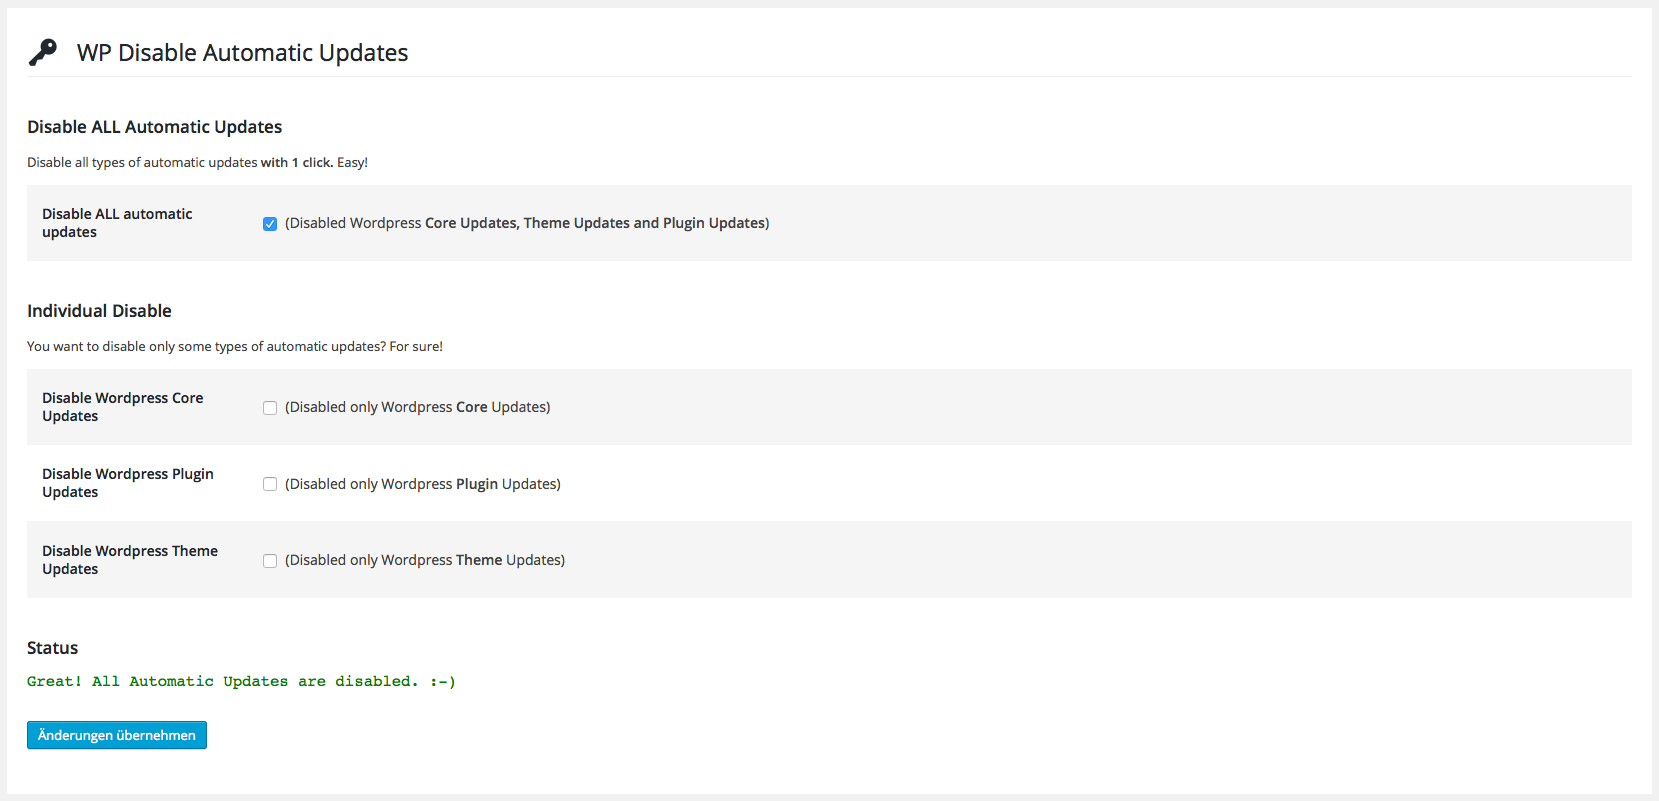 WP Disable Automatic Updates
Disable ALL Automatic Updates
Disable all types of automatic updates with 1 click. Easy!
Disable ALL automatic
updates
(Disabled Wordpress Core Updates, Theme Updates and Plugin Updates)
Individual Disable
You want to disable only some types of automatic updates? For sure!
Disable Wordpress Core
Updates
(Disabled only Wordpress Core Updates)
Disable Wordpress Plugin
Updates
(Disabled only Wordpress Plugin Updates)
Disable Wordpress Theme
Updates
(Disabled only Wordpress Theme Updates)
Status
Great! All Automatic Updates are disabled. :-)
Änderungen übernehmen